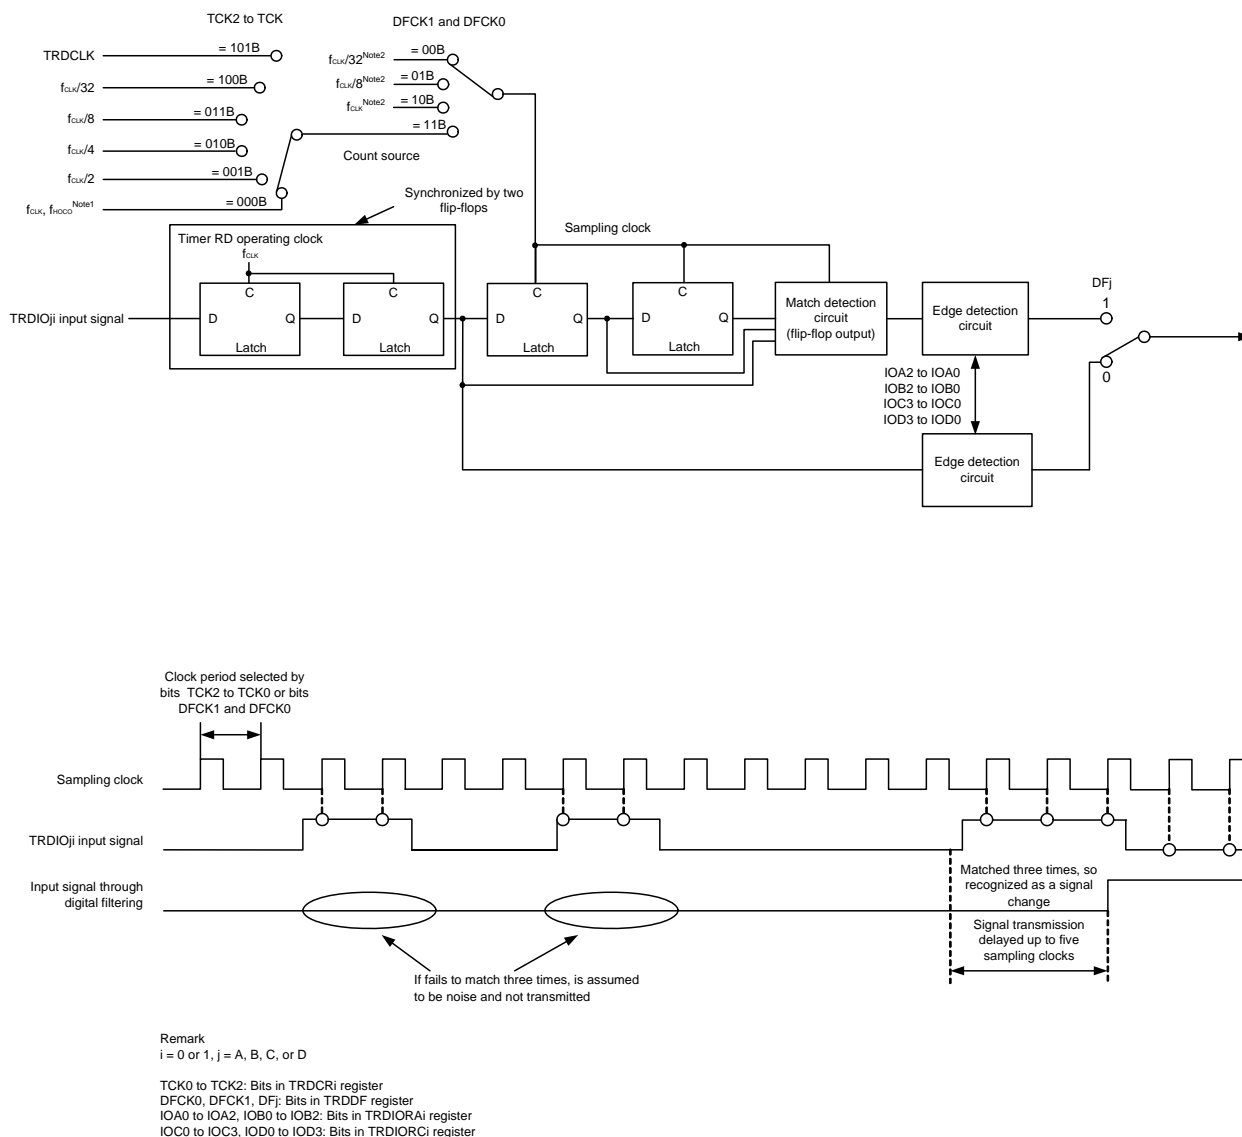 TCK2 to TCK
DFCK1 and DFCK0
TRDCLK
= 101B
fCLK/32
= 100B
fCLK/8
= 011B
fCLK/4
= 010B
fCLK/2
= 001B
fCLK, fHOCO Note1
= 000B
fCLK/32 Note2
= 00B
fCLK/8 Note2
= 01B
fCLK Note2
= 10B
= 11B
Count source
Synchronized by two
flip-flops
Timer RD operating clock
fCLK
Sampling clock
TRDIOji input signal
C
D
Q
Latch
C
D
Q
Latch
C
D
Q
Latch
C
D
Q
Latch
Match detection
circuit
(flip-flop output)
Edge detection
circuit
DFj
1
0
IOA2 to IOA0
IOB2 to IOB0
IOC3 to IOC0
IOD3 to IOD0
Edge detection
circuit
Clock period selected by
bits TCK2 to TCK0 or bits
DFCK1 and DFCK0
Sampling clock
TRDIOji input signal
Input signal through
digital filtering
If fails to match three times, is assumed
to be noise and not transmitted
Matched three times, so
recognized as a signal
change
Signal transmission
delayed up to five
sampling clocks
Remark
i = 0 or 1, j = A, B, C, or D
TCK0 to TCK2: Bits in TRDCRi register
DFCK0, DFCK1, DFj: Bits in TRDDF register
IOA0 to IOA2, IOB0 to IOB2: Bits in TRDIORAi register
IOC0 to IOC3, IOD0 to IOD3: Bits in TRDIORCi register